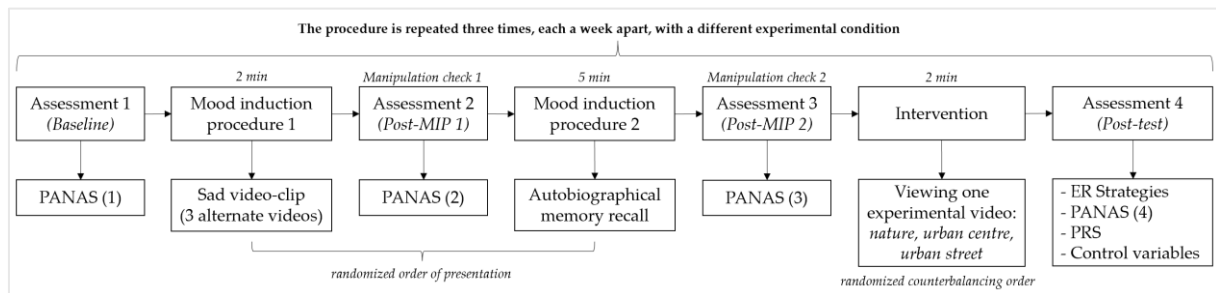 The procedure is repeated three times, each a week apart, with a different experimental condition
2 min
Manipulation check 1
5 min
Manipulation check 2
2 min
Assessment 1
(Baseline)
Mood induction
procedure 1
Assessment 2
(Post-MIP 1)
Mood induction
procedure 2
Assessment 3
(Post-MIP 2)
Intervention
Assessment 4
(Post-test)
PANAS (1)
Sad video-clip
(3 alternate videos)
PANAS (2)
Autobiographical
memory recall
PANAS (3)
Viewing one
experimental video:
nature, urban centre,
urban street
- ER Strategies
- PANAS (4)
- PRS
- Control variables
randomized order of presentation
randomized counterbalancing order